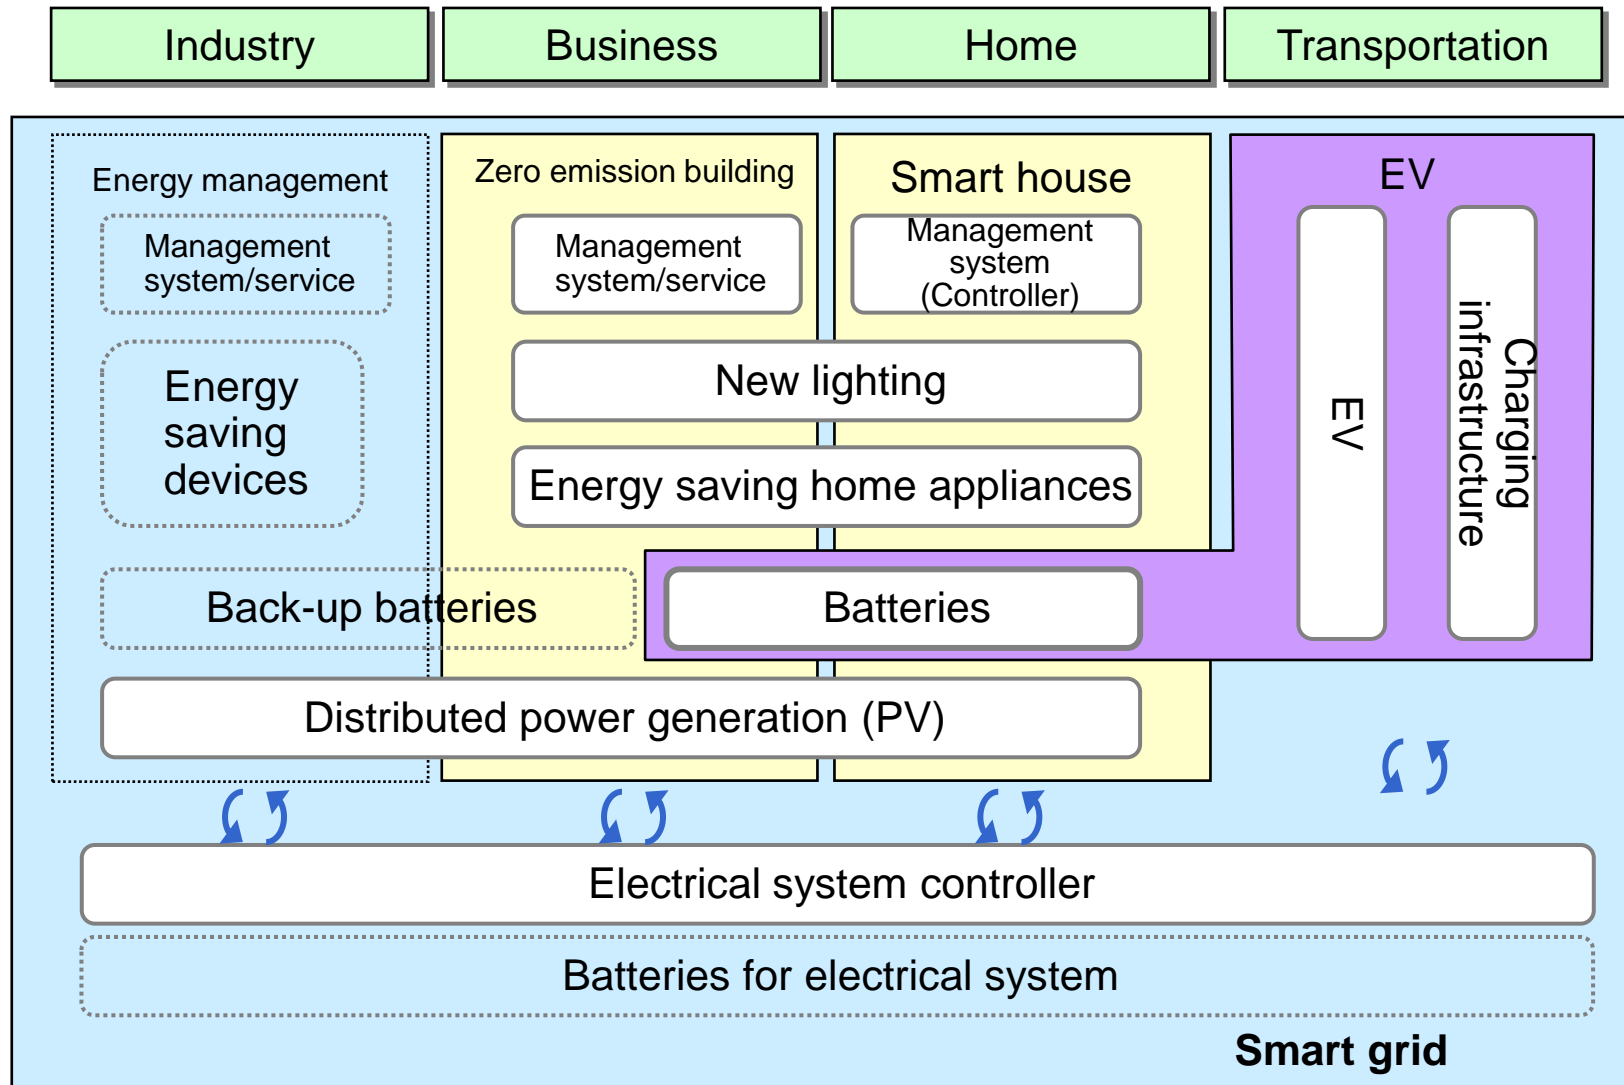 Industry
Business
Home
Transportation
Energy management
Management
system/service
Energy
saving
devices
Zero emission building
Management
system/service
Smart house
Management
system
(Controller)
New lighting
Energy saving home appliances
EV
EV
Charging
infrastructure
Back-up batteries
Batteries
Distributed power generation (PV)
Electrical system controller
Batteries for electrical system
Smart grid